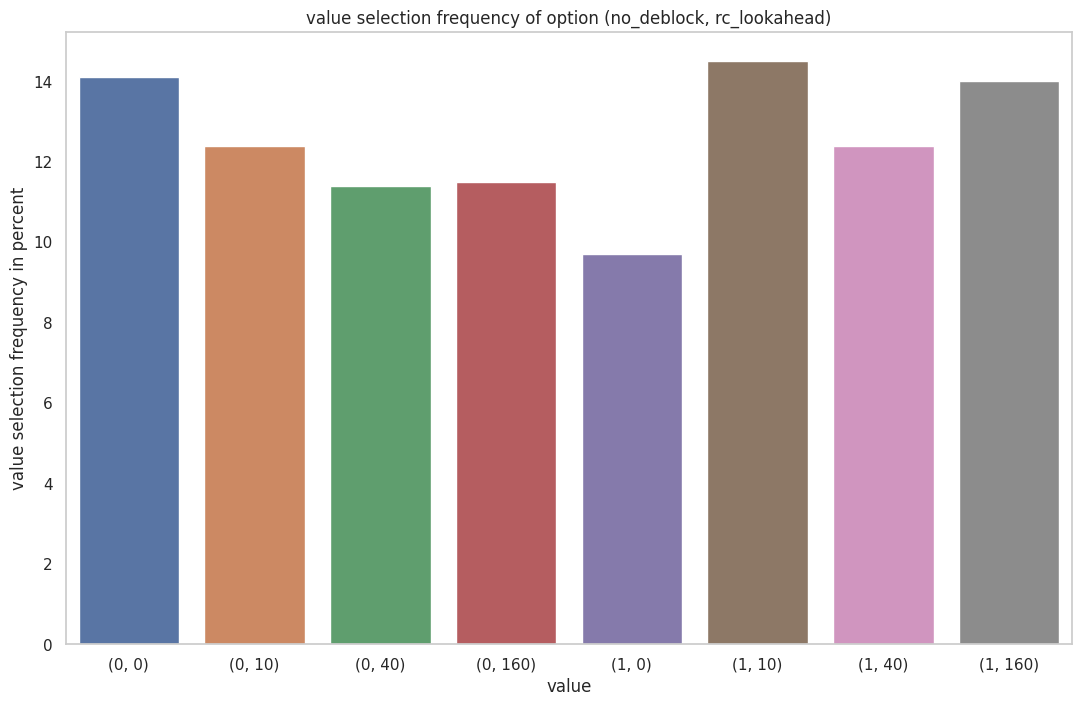 value selection frequency of option (no_deblock, rc_lookahead)
value selection frequency in percent
14
12
10
8
6
4
2
0
(0, 0) (0, 10) (0, 40) (0, 160) (1, 0) (1, 10) (1, 40) (1, 160)
value